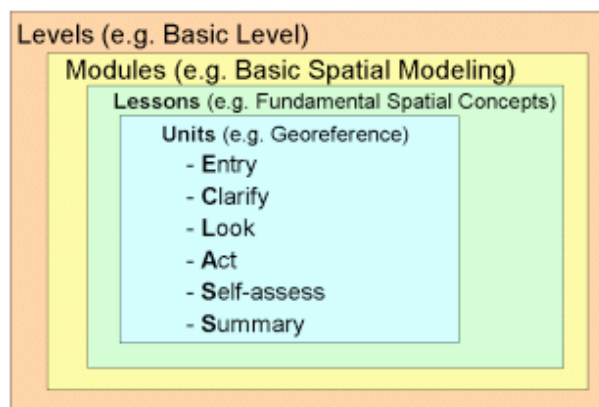 Levels (e.g. Basic Level)
Modules (e.g. Basic Spatial Modeling)
Lessons (e.g. Fundamental Spatial Concepts)
Units (e.g. Georeference)
- Entry
- Clarify
- Look
- Act
- Self-assess
- Summary